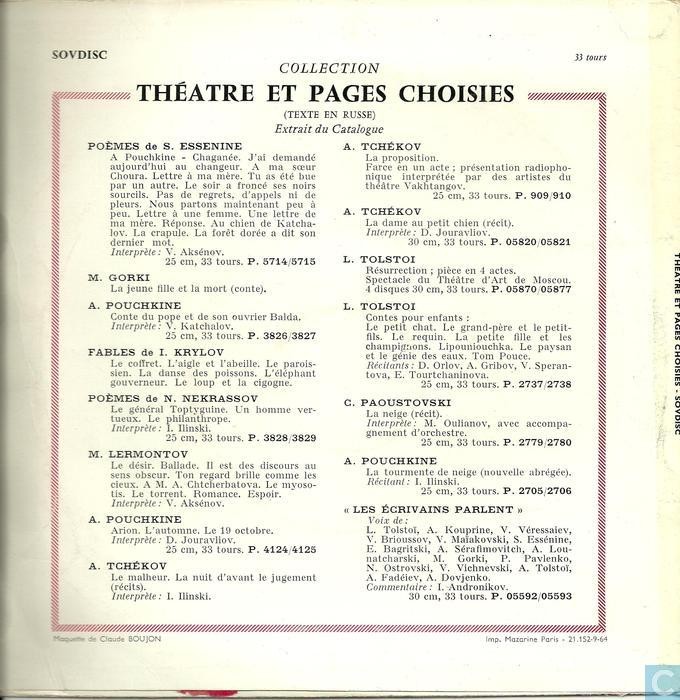 SOVDISC
33 tours
COLLECTION
THÉATRE ET PAGES CHOISIES
(TEXTE EN RUSSE)
Extrait du Catalogue
POÈMES de S. ESSENINE
A Pouchkine - Chaganée. J'ai demandé
aujourd'hui au changeur. A ma sœur
Choura. Lettre à ma mère. Tu as été bue
par un autre. Le soir a froncé ses noirs
sourcils. Pas de regrets, d'appels ni de
pleurs. Nous partons maintenant peu à
peu. Lettre à une femme. Une lettre de
ma mère. Réponse. Au chien de Katcha-
lov. La crapule. La forêt dorée a dit son
dernier mot.
Interprète : V. Aksénov.
25 cm, 33 tours. P. 5714/5715
M. GORKI
La jeune fille et la mort (conte).
A. POUCHKINE
Conte du pope et de son ouvrier Balda.
Interprète : V. Katchalov.
25 cm, 33 tours. P. 3826/3827
FABLES de I. KRYLOV
Le coffret. L'aigle et l'abeille. Le parois-
sien. La danse des poissons. L'éléphant
gouverneur. Le loup et la cigogne.
POÈMES de N. NEKRASSOV
Le général Toptyguine. Un homme ver-
tueux. Le philanthrope.
Interprète : I. Ilinski.
25 cm, 33 tours. P. 3828/3829
M. LERMONTOV
Le désir. Ballade. Il est des discours au
sens obscur. Ton regard brille comme les
cieux. A M. A. Chtcherbatova. Le myoso-
tis. Le torrent. Romance. Espoir.
Interprète : V. Aksénov.
A. POUCHKINE
Arion. L'automne. Le 19 octobre.
Interprète : D. Jouravliov.
25 cm, 33 tours. P. 4124/4125
A. TCHÉKOV
Le malheur. La nuit d'avant le jugement
(récits).
Interprète : I. Ilinski.
A. TCHÉKOV
La proposition.
Farce en un acte ; présentation radiopho-
nique interprétée par des artistes du
théâtre Vakhtangov.
25 cm, 33 tours. P. 909/910
A. TCHÉKOV
La dame au petit chien (récit).
Interprète : D. Jouravliov.
30 cm, 33 tours. P. 05820/05821
L. TOLSTOI
Résurrection ; pièce en 4 actes.
Spectacle du Théâtre d'Art de Moscou.
4 disques 30 cm, 33 tours. P. 05870/05877
L. TOLSTOI
Contes pour enfants :
Le petit chat. Le grand-père et le petit-
fils. Le requin. La petite fille et les
champignons. Lipouniouchka. Le paysan
et le génie des eaux. Tom Pouce.
Récitants : D. Orlov, A. Gribov, V. Speran-
tova, E. Tourtchaninova.
25 cm, 33 tours. P. 2737/2738
C. PAOUSTOVSKI
La neige (récit).
Interprète : M. Oulianov, avec accompa-
gnement d'orchestre.
25 cm, 33 tours. P. 2779/2780
A. POUCHKINE
La tourmente de neige (nouvelle abrégée).
Récitant : I. Ilinski.
25 cm, 33 tours. P. 2705/2706
« LES ÉCRIVAINS PARLENT »
Voix de :
L. Tolstoï, A. Kouprine, V. Véressaiev,
V. Brioussov, V. Maïakovski, S. Essénine,
E. Bagritski, A. Sérafimovitch, A. Lou-
natcharski, M. Gorki, P. Pavlenko,
N. Ostrovski, V. Vichnevski, A. Tolstoï,
A. Fadéiev, A. Dovjenko.
Commentaire : I. Andronikov.
30 cm, 33 tours. P. 05592/05593
Maquette de Claude BOUJON
Imp. Mazarine Paris - 21.152-9-64
THÉATRE ET PAGES CHOISIES - SOVDISC
C